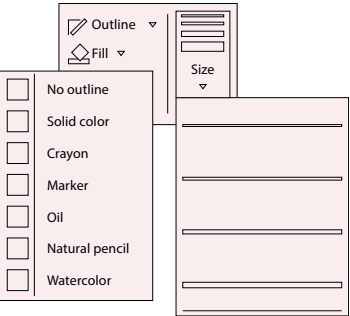 Outline
Fill
Size
No outline
Solid color
Crayon
Marker
Oil
Natural pencil
Watercolor